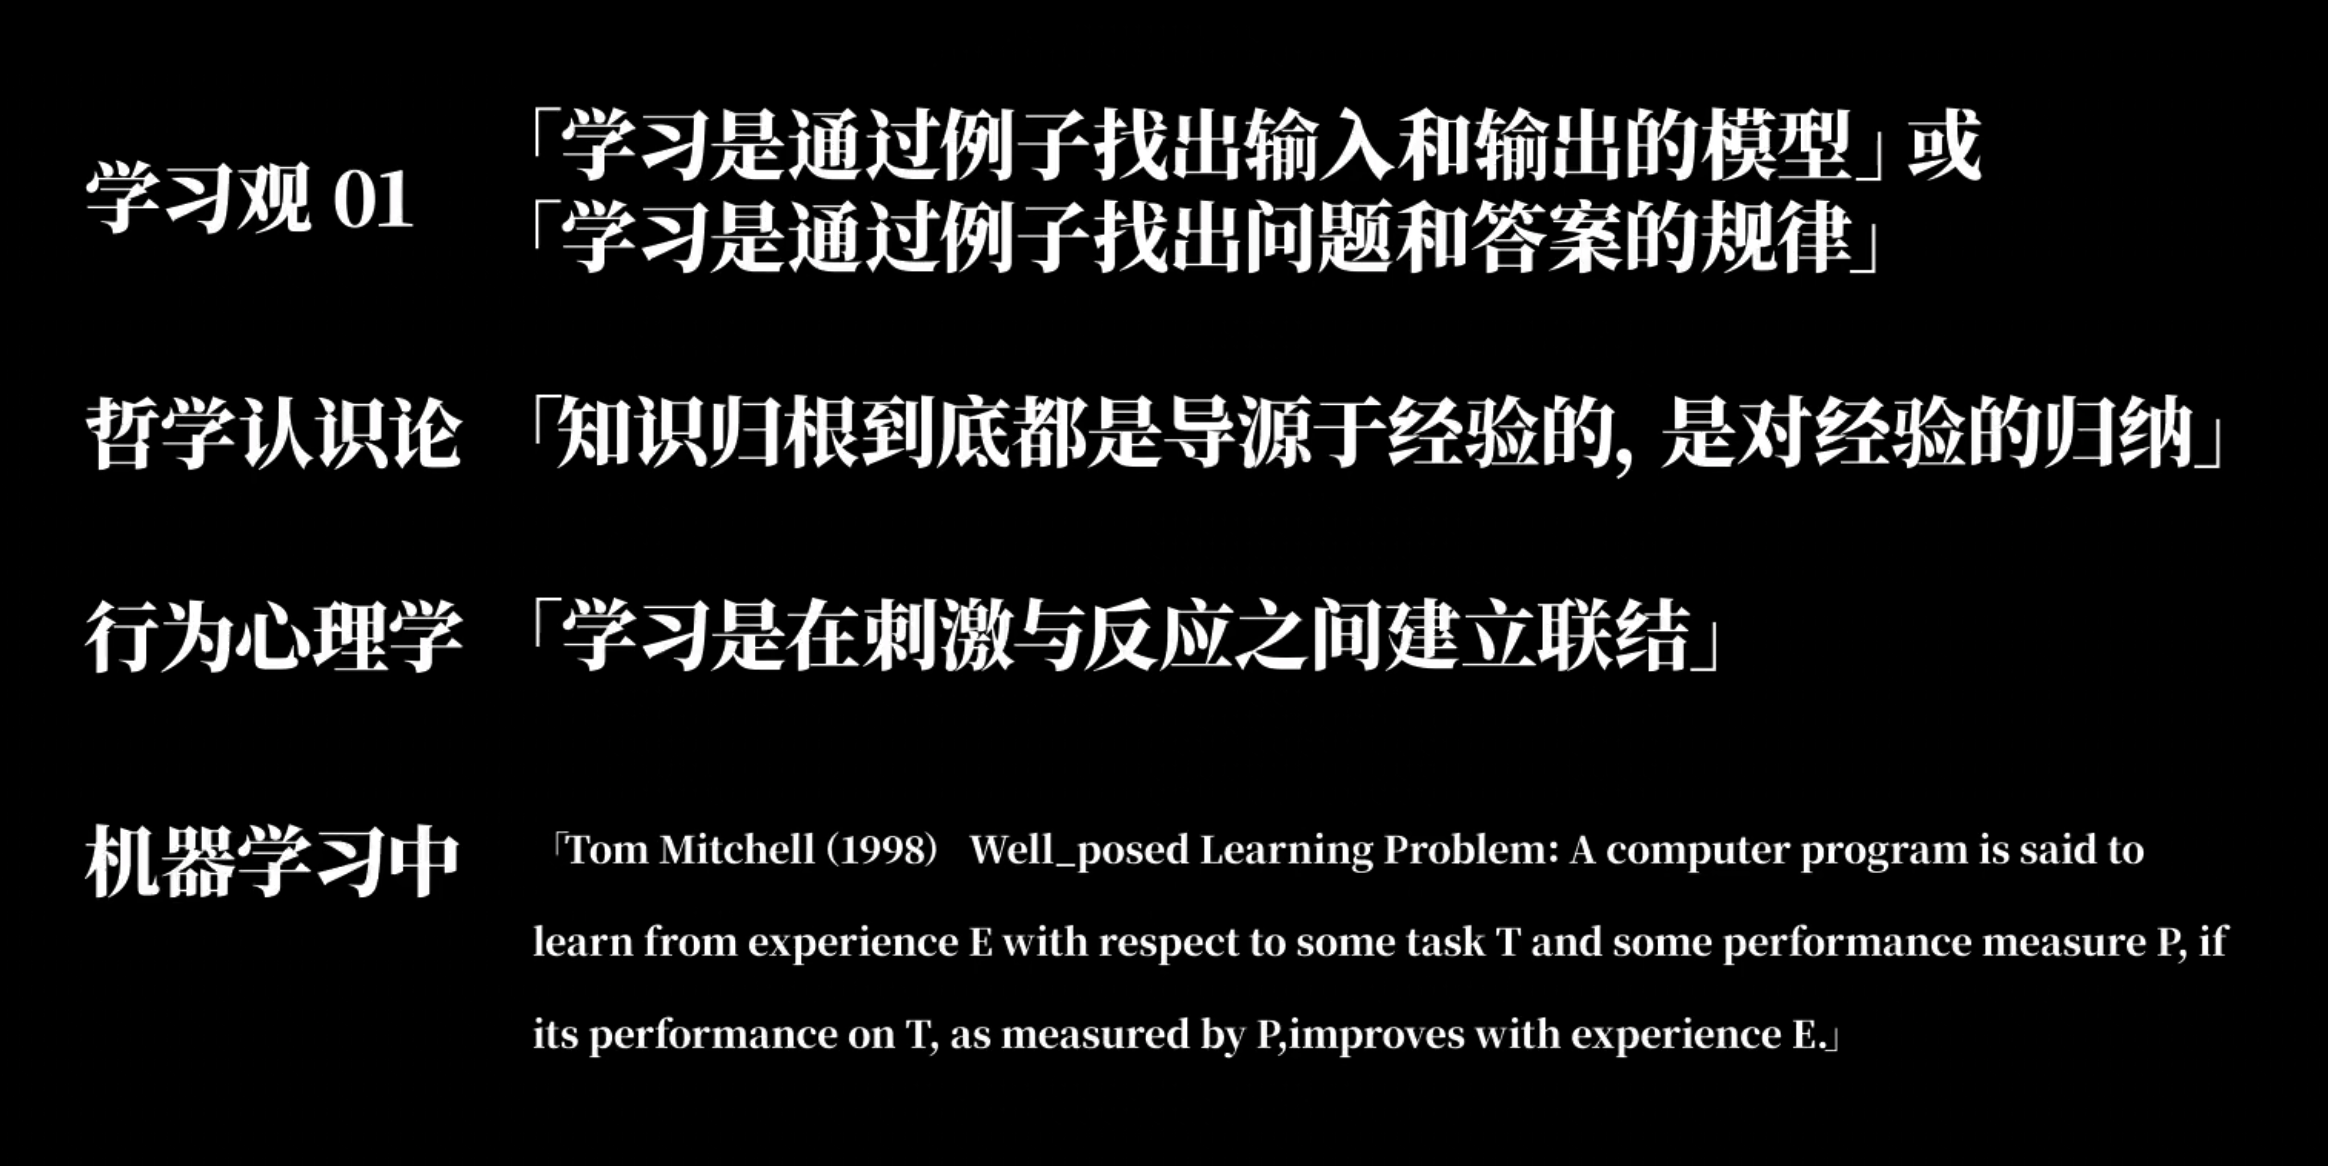 学习观 01
「学习是通过例子找出输入和输出的模型」或
「学习是通过例子找出问题和答案的规律」
哲学认识论
「知识归根到底都是导源于经验的, 是对经验的归纳」
行为心理学
「学习是在刺激与反应之间建立联结」
机器学习中
「Tom Mitchell (1998) Well_posed Learning Problem: A computer program is said to
learn from experience E with respect to some task T and some performance measure P, if
its performance on T, as measured by P,improves with experience E.」